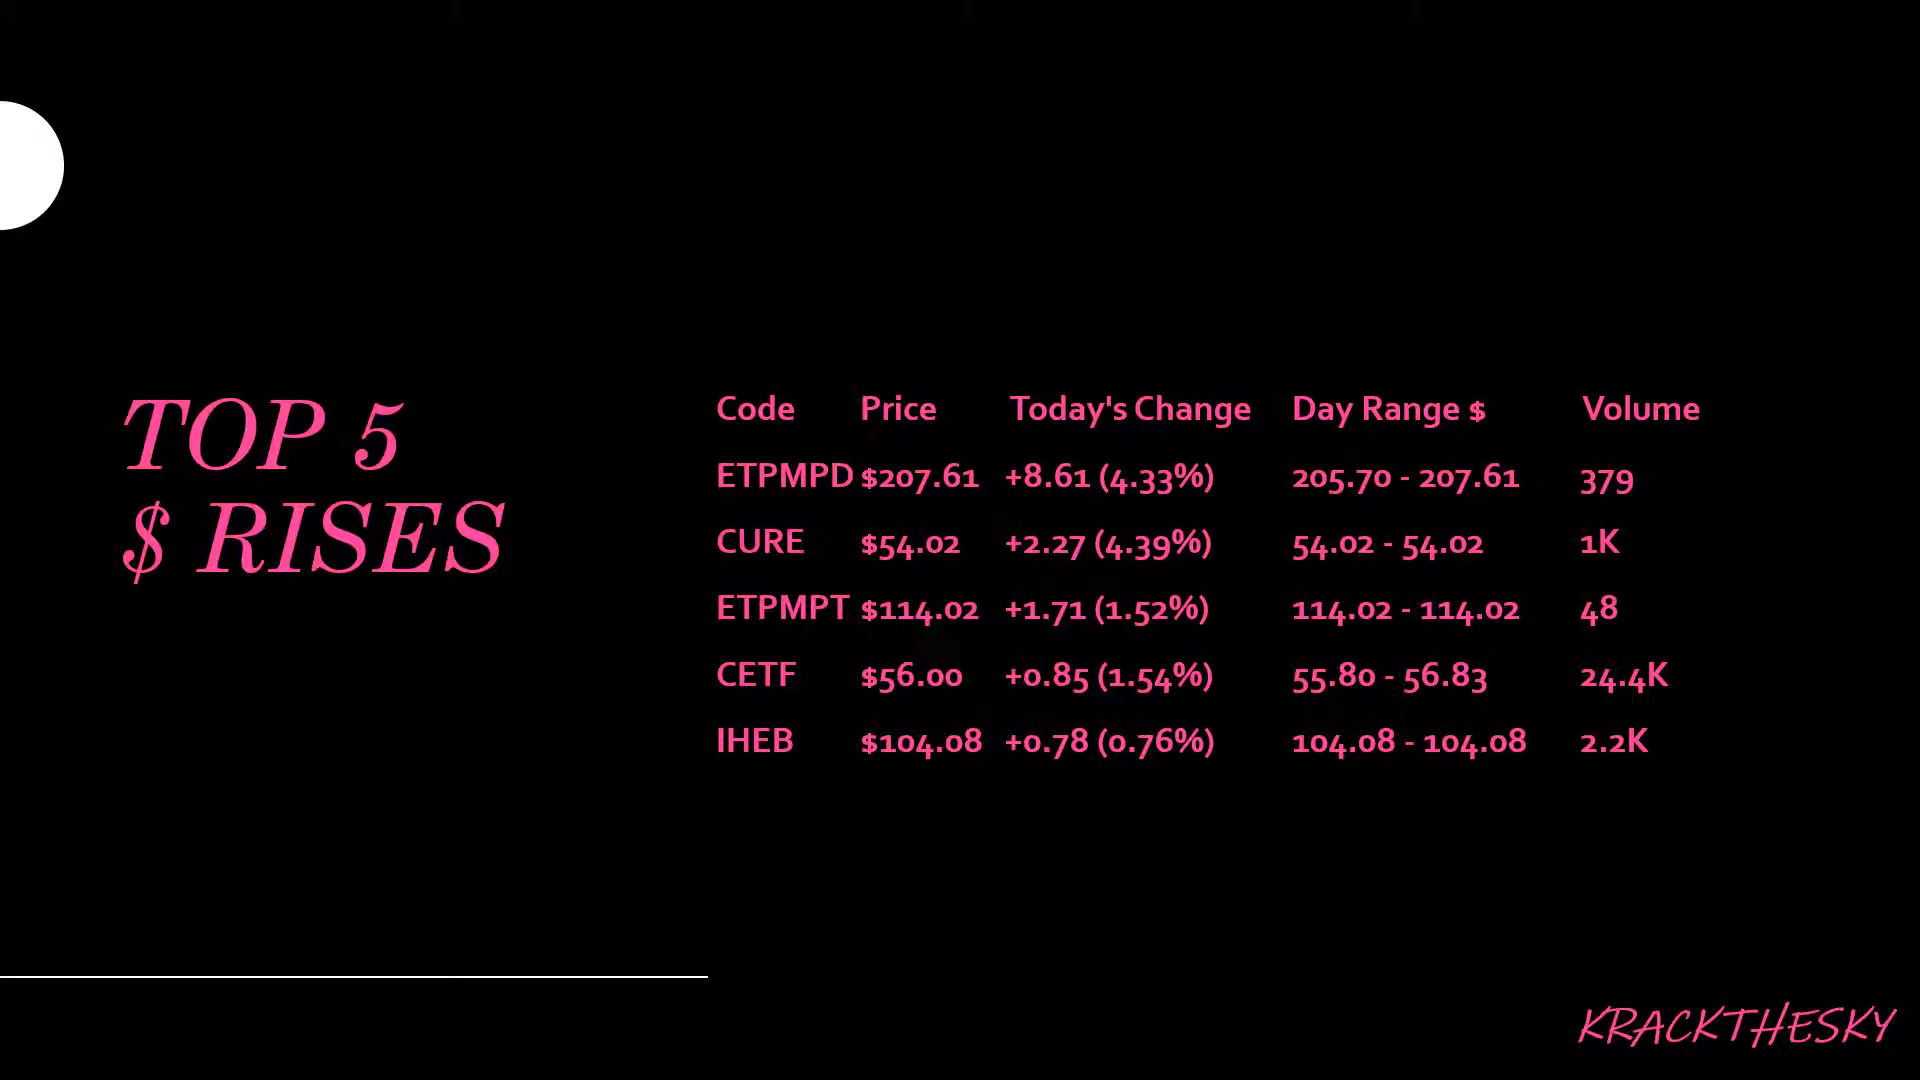 TOP 5
$ RISES
Code Price Today's Change Day Range $ Volume
ETPMPD $207.61 +8.61 (4.33%) 205.70 - 207.61 379
CURE $54.02 +2.27 (4.39%) 54.02 - 54.02 1K
ETPMPT $114.02 +1.71 (1.52%) 114.02 - 114.02 48
CETF $56.00 +0.85 (1.54%) 55.80 - 56.83 24.4K
IHEB $104.08 +0.78 (0.76%) 104.08 - 104.08 2.2K
KRACKTHESKY